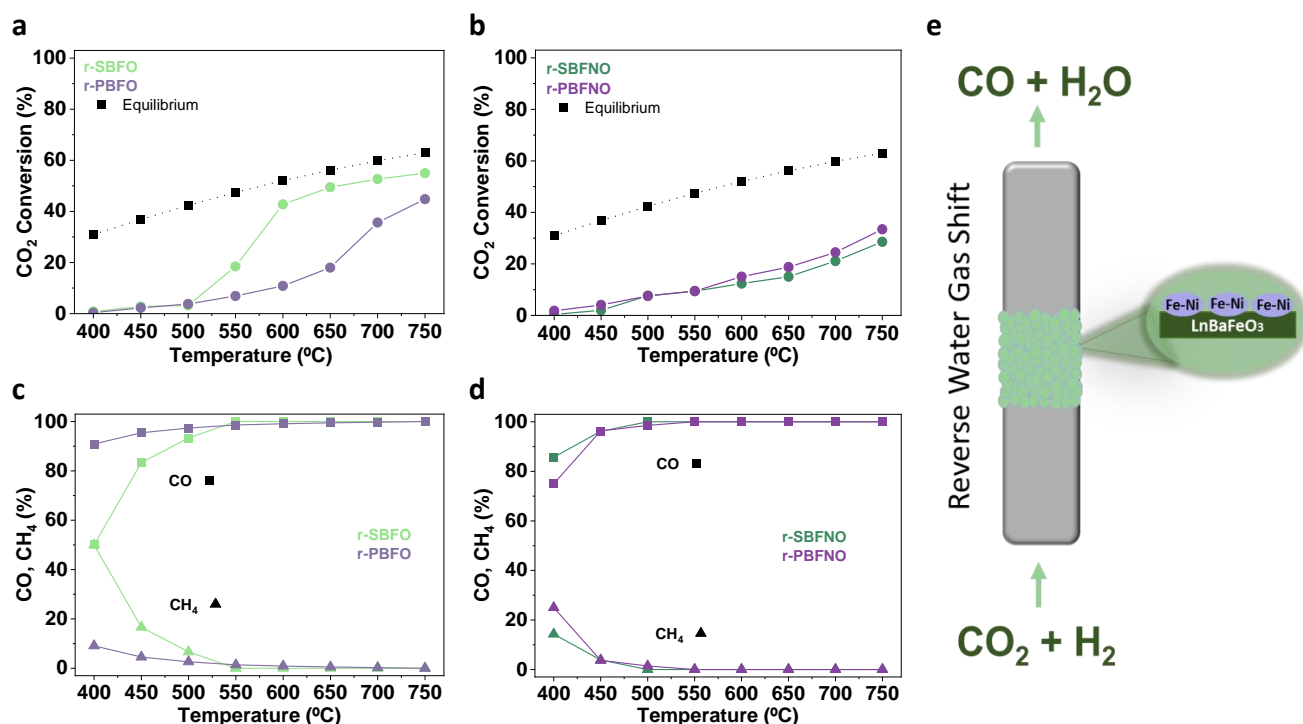 a
r-SBFO
r-PBFO
Equilibrium
CO₂ Conversion (%)
100
80
60
40
20
0
400 450 500 550 600 650 700 750
Temperature (ºC)
b
r-SBFNO
r-PBFNO
Equilibrium
CO₂ Conversion (%)
100
80
60
40
20
0
400 450 500 550 600 650 700 750
Temperature (ºC)
c
CO
r-SBFO
r-PBFO
CH₄
CO, CH₄ (%)
100
80
60
40
20
0
400 450 500 550 600 650 700 750
Temperature (ºC)
d
CO
r-SBFNO
r-PBFNO
CH₄
CO, CH₄ (%)
100
80
60
40
20
0
400 450 500 550 600 650 700 750
Temperature (ºC)
e
CO + H₂O
Reverse Water Gas Shift
Fe-Ni Fe-Ni Fe-Ni
LnBaFeO₃
CO₂ + H₂